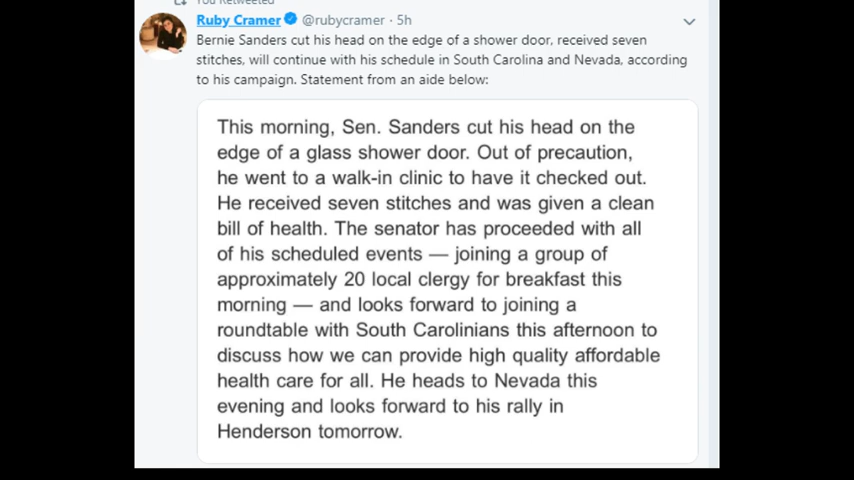 You Retweeted
Ruby Cramer @rubycramer · 5h
Bernie Sanders cut his head on the edge of a shower door, received seven
stitches, will continue with his schedule in South Carolina and Nevada, according
to his campaign. Statement from an aide below:
This morning, Sen. Sanders cut his head on the
edge of a glass shower door. Out of precaution,
he went to a walk-in clinic to have it checked out.
He received seven stitches and was given a clean
bill of health. The senator has proceeded with all
of his scheduled events — joining a group of
approximately 20 local clergy for breakfast this
morning — and looks forward to joining a
roundtable with South Carolinians this afternoon to
discuss how we can provide high quality affordable
health care for all. He heads to Nevada this
evening and looks forward to his rally in
Henderson tomorrow.